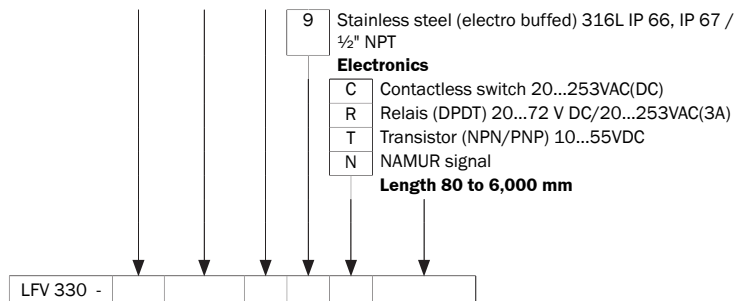 9 Stainless steel (electro buffed) 316L IP 66, IP 67 /
½" NPT
Electronics
C Contactless switch 20...253VAC(DC)
R Relais (DPDT) 20...72 V DC/20...253VAC(3A)
T Transistor (NPN/PNP) 10...55VDC
N NAMUR signal
Length 80 to 6,000 mm
LFV 330 -